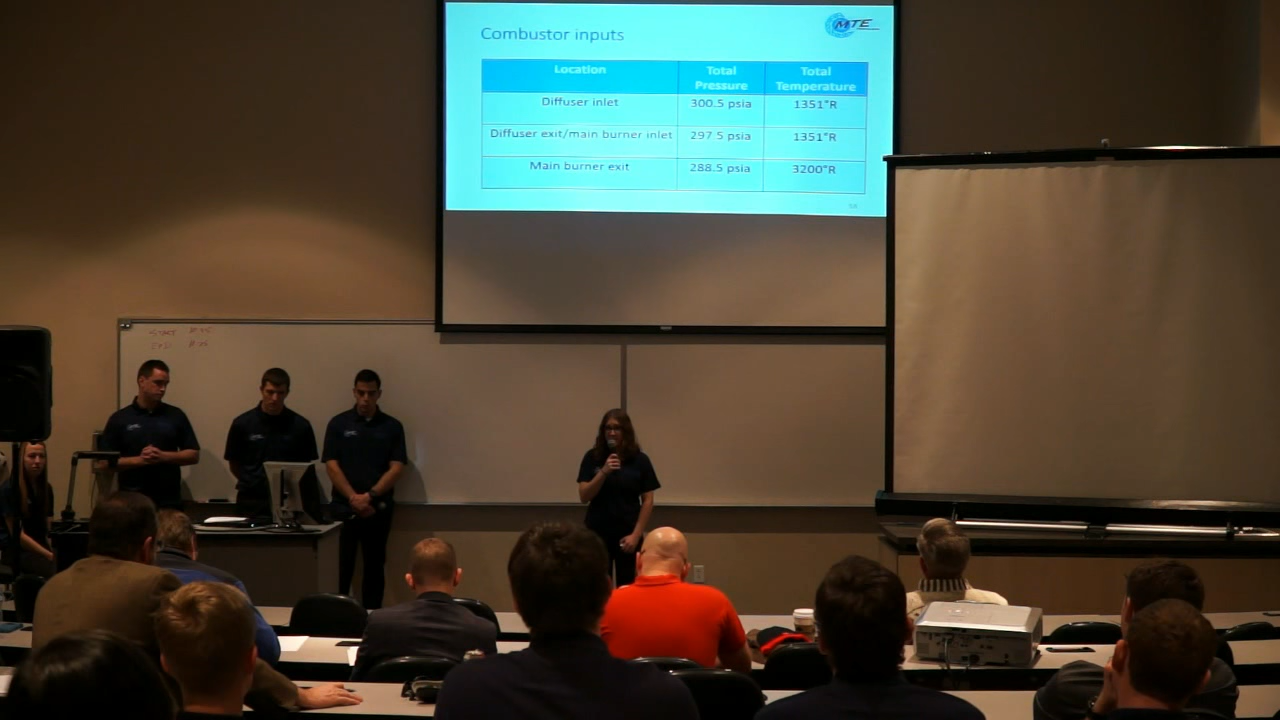 Combustor inputs
MTE
Location Total Pressure Total Temperature
Diffuser inlet 300.5 psia 1351°R
Diffuser exit/main burner inlet 297.5 psia 1351°R
Main burner exit 288.5 psia 3200°R